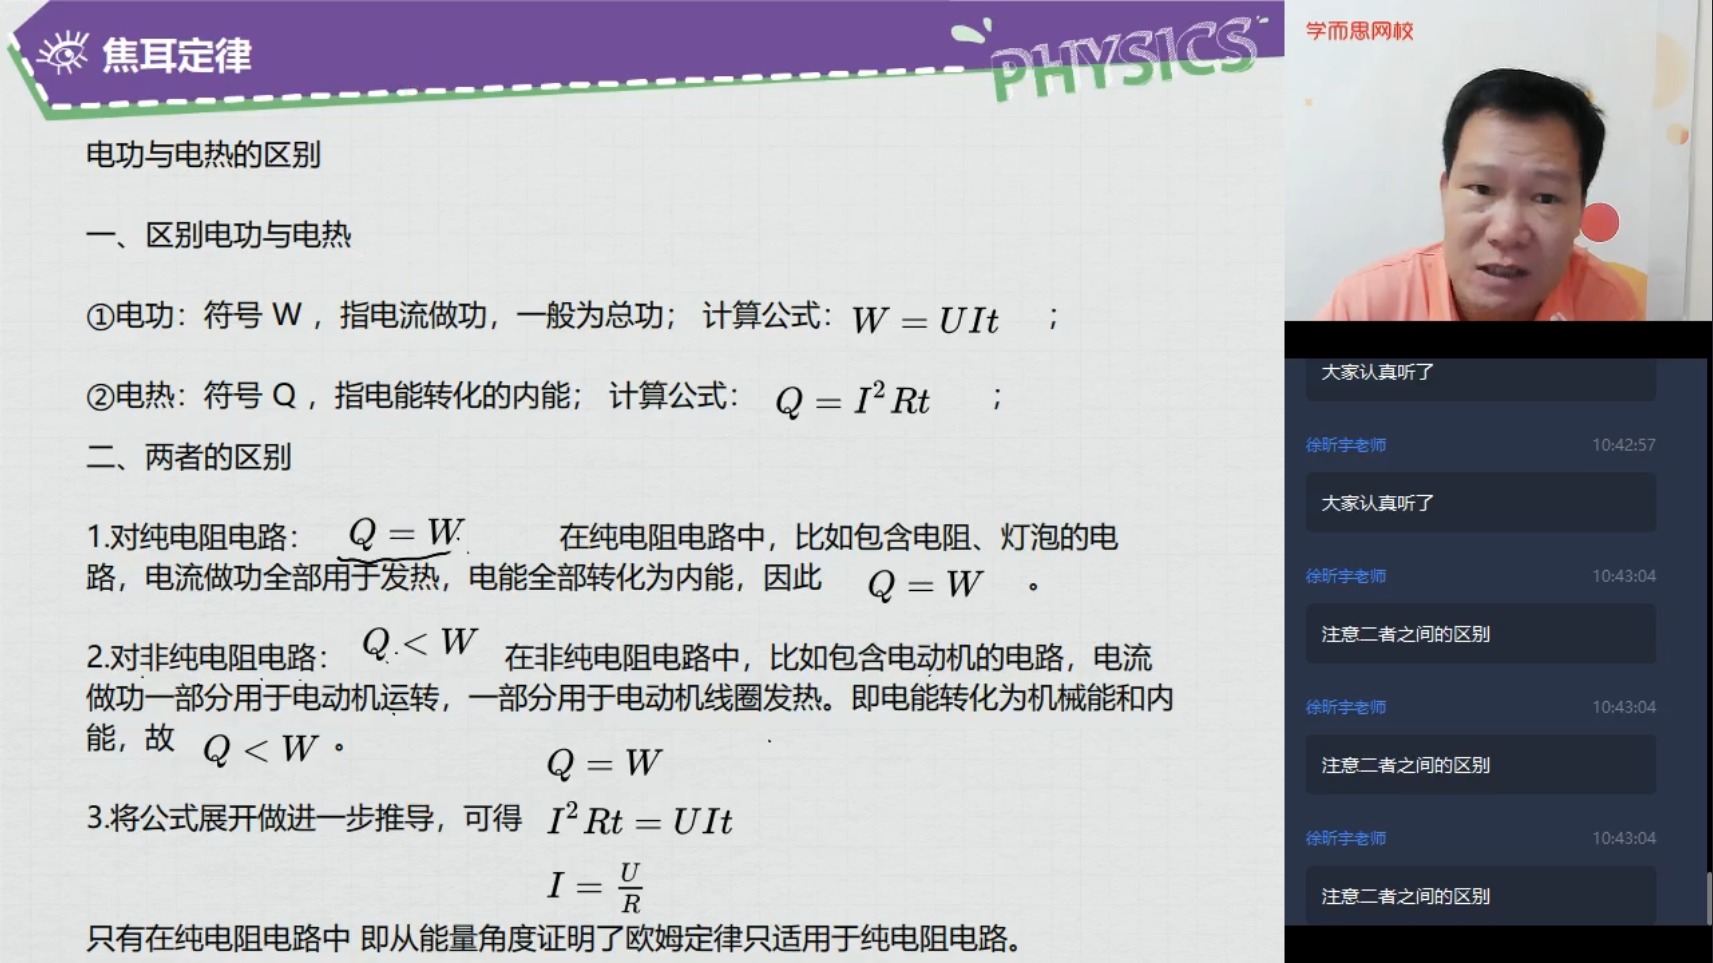 焦耳定律
PHYSICS
电功与电热的区别
一、区别电功与电热
①电功：符号 W ，指电流做功，一般为总功； 计算公式： W = UIt ；
②电热：符号 Q ，指电能转化的内能； 计算公式： Q = I²Rt ；
二、两者的区别
1.对纯电阻电路： Q = W 在纯电阻电路中，比如包含电阻、灯泡的电
路，电流做功全部用于发热，电能全部转化为内能，因此 Q = W 。
2.对非纯电阻电路： Q < W 在非纯电阻电路中，比如包含电动机的电路，电流
做功一部分用于电动机运转，一部分用于电动机线圈发热。即电能转化为机械能和内
能，故 Q < W 。
Q = W
3.将公式展开做进一步推导，可得 I²Rt = UIt
I = U/R
只有在纯电阻电路中 即从能量角度证明了欧姆定律只适用于纯电阻电路。
学而思网校
大家认真听了
徐昕宇老师 10:42:57
大家认真听了
徐昕宇老师 10:43:04
注意二者之间的区别
徐昕宇老师 10:43:04
注意二者之间的区别
徐昕宇老师 10:43:04
注意二者之间的区别